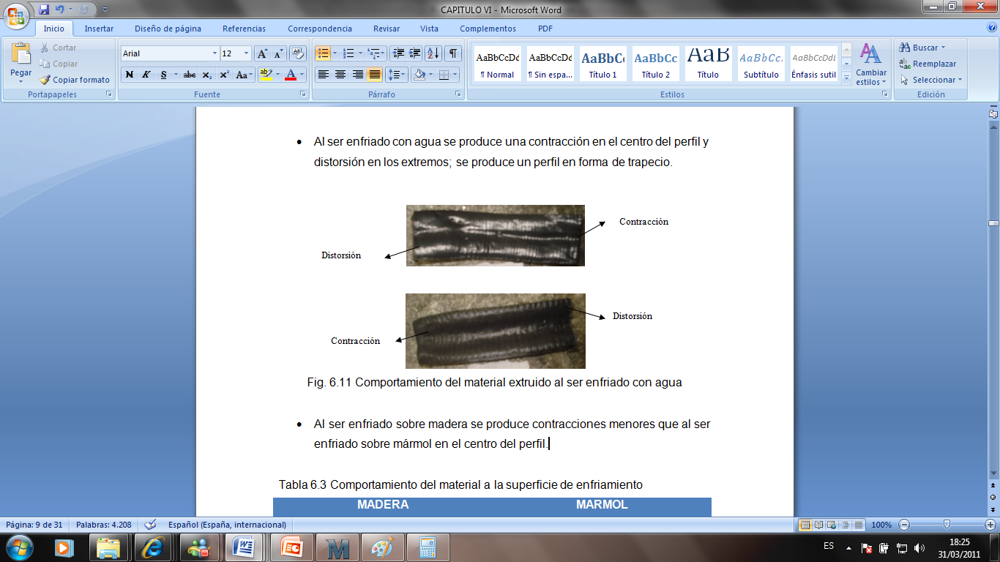 CAPITULO VI - Microsoft Word
Inicio Insertar Diseño de página Referencias Correspondencia Revisar Vista Complementos PDF
Pegar
Cortar
Copiar
Copiar formato
Portapapeles
Arial 12
N K S abc x₂ x² Aa
Fuente
Párrafo
AaBbCcDd AaBbCcDd AaBbCc AaBbCc AaB AaBbCc. AaBbCcDdI
¶ Normal ¶ Sin espa... Título 1 Título 2 Título Subtítulo Énfasis sutil
Cambiar
estilos
Estilos
Buscar
Reemplazar
Seleccionar
Edición
• Al ser enfriado con agua se produce una contracción en el centro del perfil y
distorsión en los extremos; se produce un perfil en forma de trapecio.
Contracción
Distorsión
Distorsión
Contracción
Fig. 6.11 Comportamiento del material extruido al ser enfriado con agua
• Al ser enfriado sobre madera se produce contracciones menores que al ser
enfriado sobre mármol en el centro del perfil.
Tabla 6.3 Comportamiento del material a la superficie de enfriamiento
MADERA MARMOL
Página: 9 de 31 Palabras: 4.208 Español (España, internacional) 100%
ES 18:25
31/03/2011